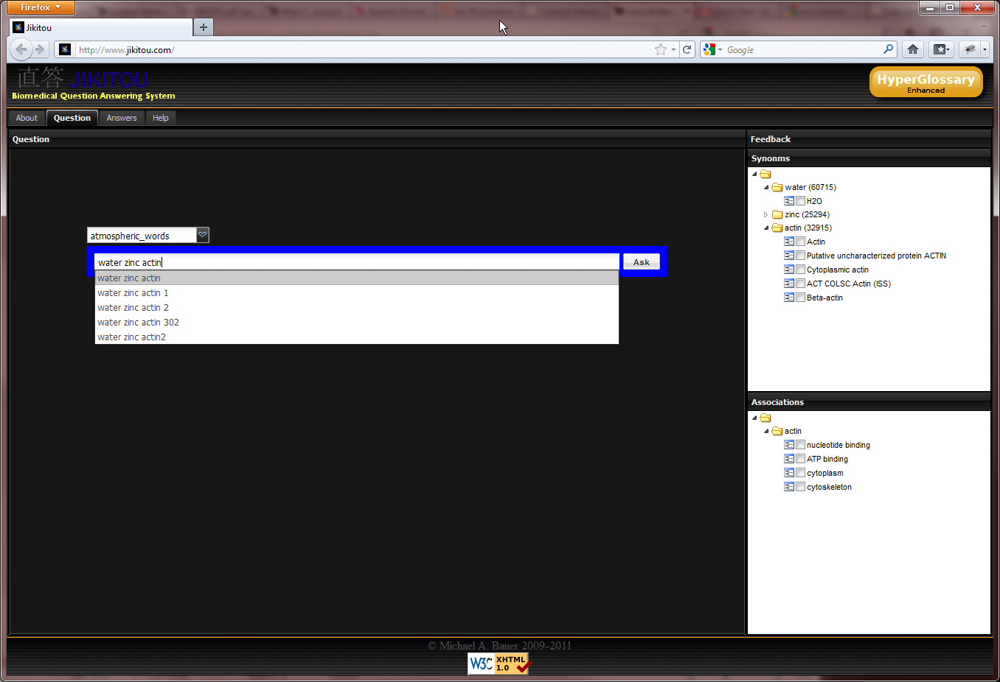 Firefox
Jikitou
http://www.jikitou.com/
Google
直答 JIKITOU
Biomedical Question Answering System
HyperGlossary
Enhanced
About Question Answers Help
Question
Feedback
Synonms
water (60715)
H2O
zinc (25294)
actin (32915)
Actin
Putative uncharacterized protein ACTIN
Cytoplasmic actin
ACT COLSC Actin (ISS)
Beta-actin
atmospheric_words
water zinc actin
Ask
water zinc actin
water zinc actin 1
water zinc actin 2
water zinc actin 302
water zinc actin2
Associations
actin
nucleotide binding
ATP binding
cytoplasm
cytoskeleton
© Michael A. Bauer 2009-2011
W3C XHTML
1.0